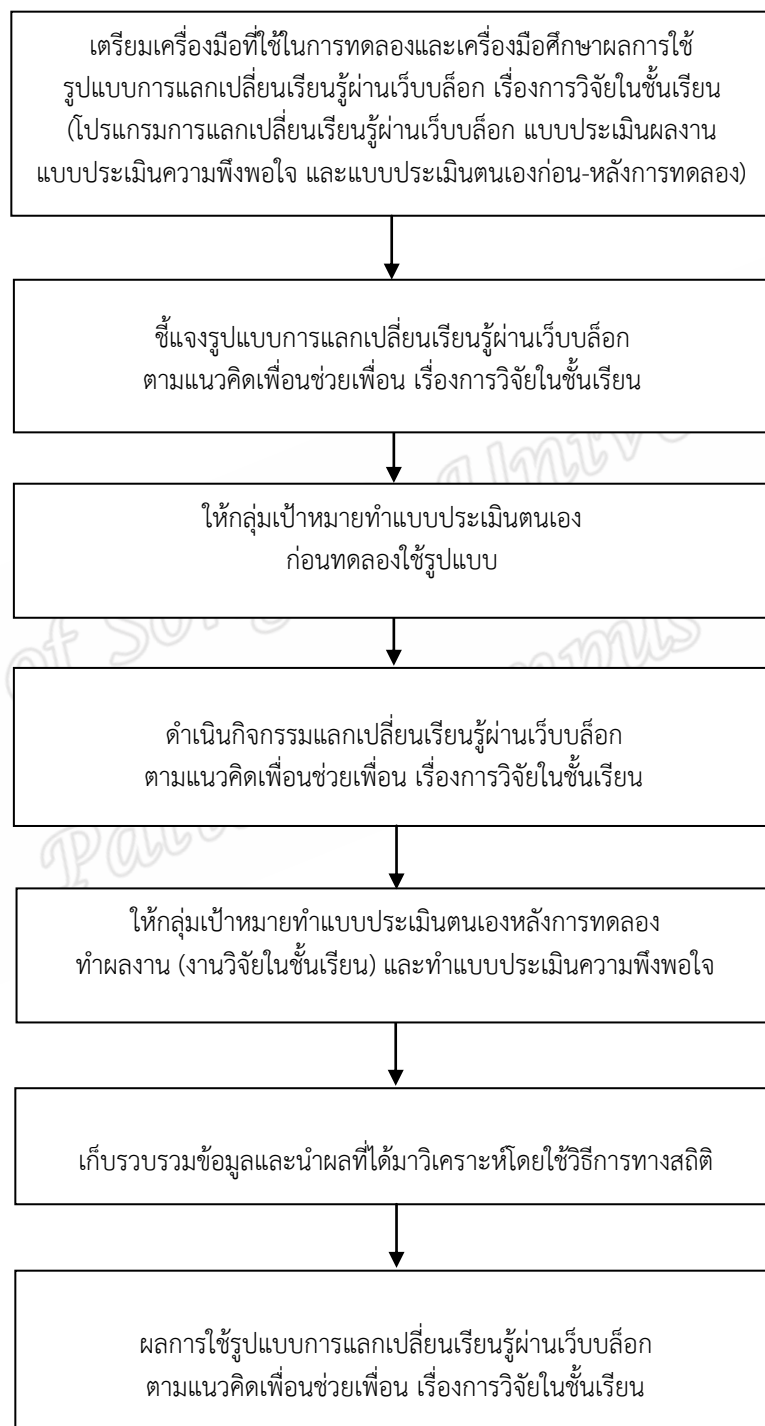 เตรียมเครื่องมือที่ใช้ในการทดลองและเครื่องมือศึกษาผลการใช้
รูปแบบการแลกเปลี่ยนเรียนรู้ผ่านเว็บบล็อก เรื่องการวิจัยในชั้นเรียน
(โปรแกรมการแลกเปลี่ยนเรียนรู้ผ่านเว็บบล็อก แบบประเมินผลงาน
แบบประเมินความพึงพอใจ และแบบประเมินตนเองก่อน-หลังการทดลอง)
ชี้แจงรูปแบบการแลกเปลี่ยนเรียนรู้ผ่านเว็บบล็อก
ตามแนวคิดเพื่อนช่วยเพื่อน เรื่องการวิจัยในชั้นเรียน
ให้กลุ่มเป้าหมายทำแบบประเมินตนเอง
ก่อนทดลองใช้รูปแบบ
of
ดำเนินกิจกรรมแลกเปลี่ยนเรียนรู้ผ่านเว็บบล็อก
ตามแนวคิดเพื่อนช่วยเพื่อน เรื่องการวิจัยในชั้นเรียน
ให้กลุ่มเป้าหมายทำแบบประเมินตนเองหลังการทดลอง
ทำผลงาน (งานวิจัยในชั้นเรียน) และทำแบบประเมินความพึงพอใจ
เก็บรวบรวมข้อมูลและนำผลที่ได้มาวิเคราะห์โดยใช้วิธีการทางสถิติ
ผลการใช้รูปแบบการแลกเปลี่ยนเรียนรู้ผ่านเว็บบล็อก
ตามแนวคิดเพื่อนช่วยเพื่อน เรื่องการวิจัยในชั้นเรียน